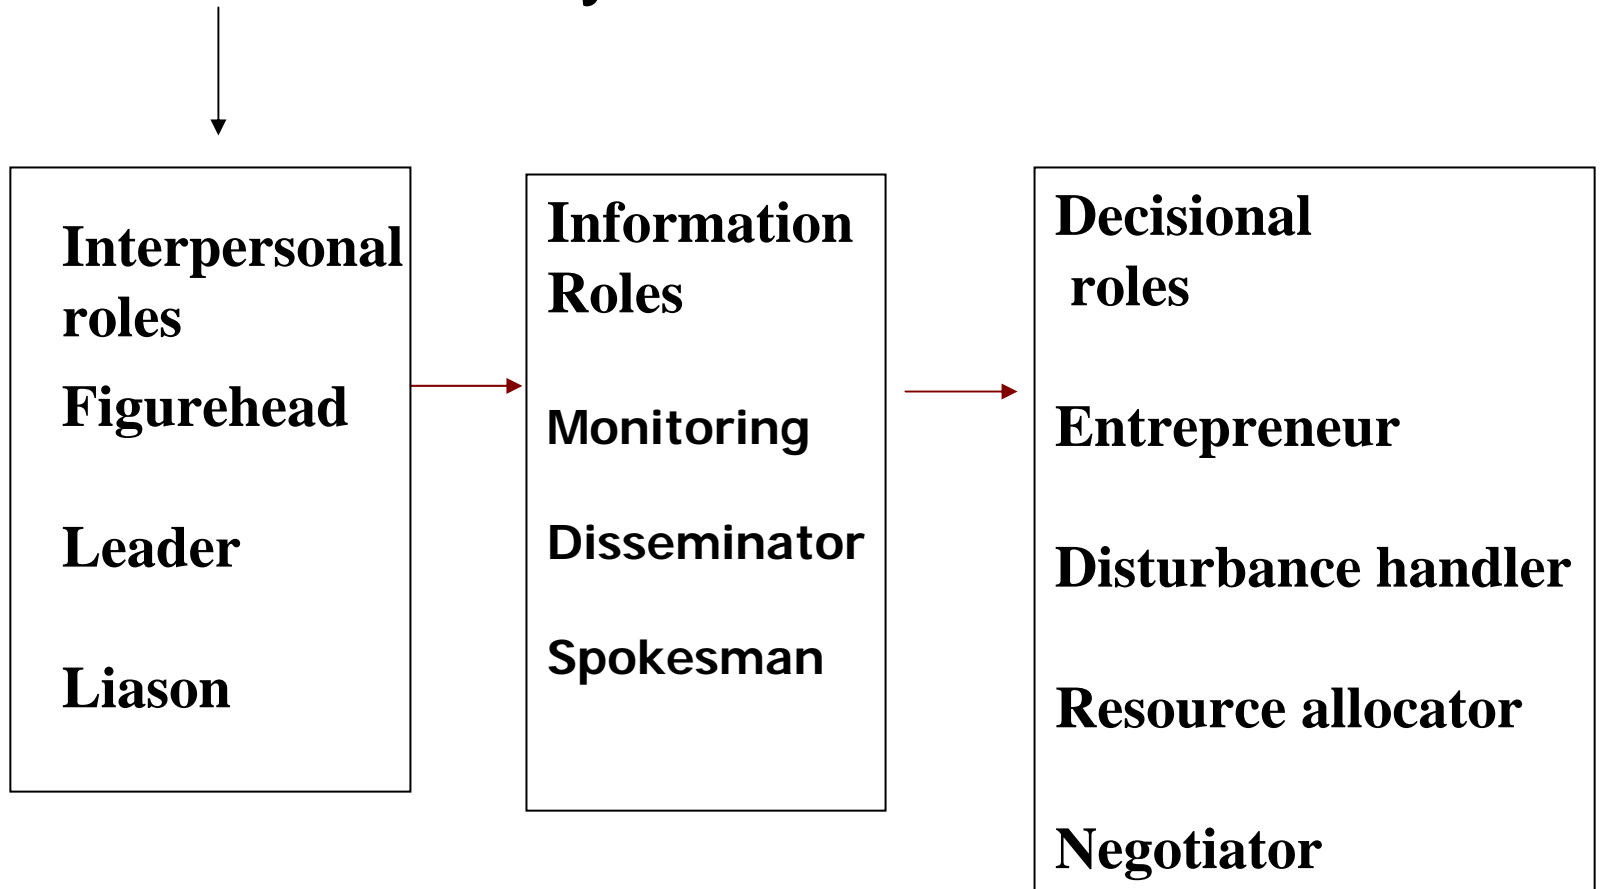 Interpersonal
roles
Figurehead
Leader
Liason
Information
Roles
Monitoring
Disseminator
Spokesman
Decisional
roles
Entrepreneur
Disturbance handler
Resource allocator
Negotiator